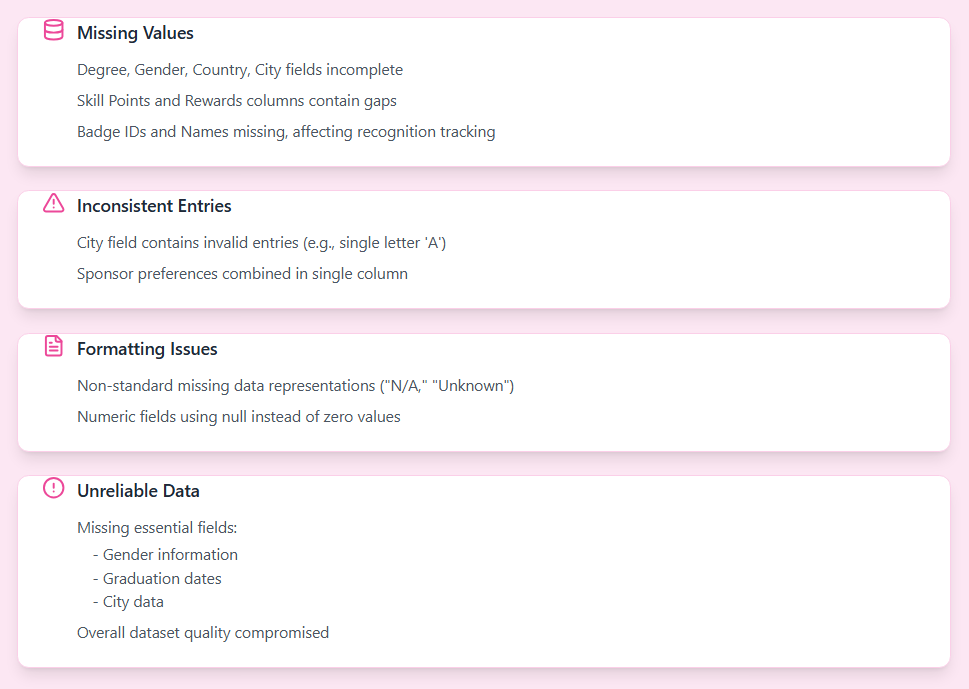 Missing Values
Degree, Gender, Country, City fields incomplete
Skill Points and Rewards columns contain gaps
Badge IDs and Names missing, affecting recognition tracking
Inconsistent Entries
City field contains invalid entries (e.g., single letter 'A')
Sponsor preferences combined in single column
Formatting Issues
Non-standard missing data representations ("N/A," "Unknown")
Numeric fields using null instead of zero values
Unreliable Data
Missing essential fields:
- Gender information
- Graduation dates
- City data
Overall dataset quality compromised